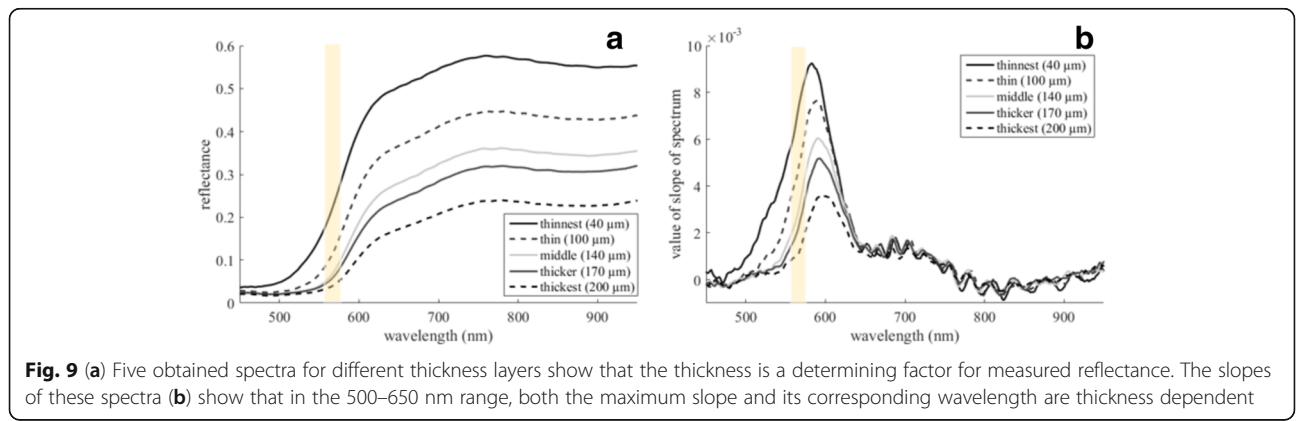 a
0.6
0.5
0.4
0.3
0.2
0.1
0
reflectance
500 600 700 800 900
wavelength (nm)
thinnest (40 μm)
thin (100 μm)
middle (140 μm)
thicker (170 μm)
thickest (200 μm)
b
10 ×10⁻³
8
6
4
2
0
value of slope of spectrum
500 600 700 800 900
wavelength (nm)
thinnest (40 μm)
thin (100 μm)
middle (140 μm)
thicker (170 μm)
thickest (200 μm)
Fig. 9 (a) Five obtained spectra for different thickness layers show that the thickness is a determining factor for measured reflectance. The slopes
of these spectra (b) show that in the 500–650 nm range, both the maximum slope and its corresponding wavelength are thickness dependent